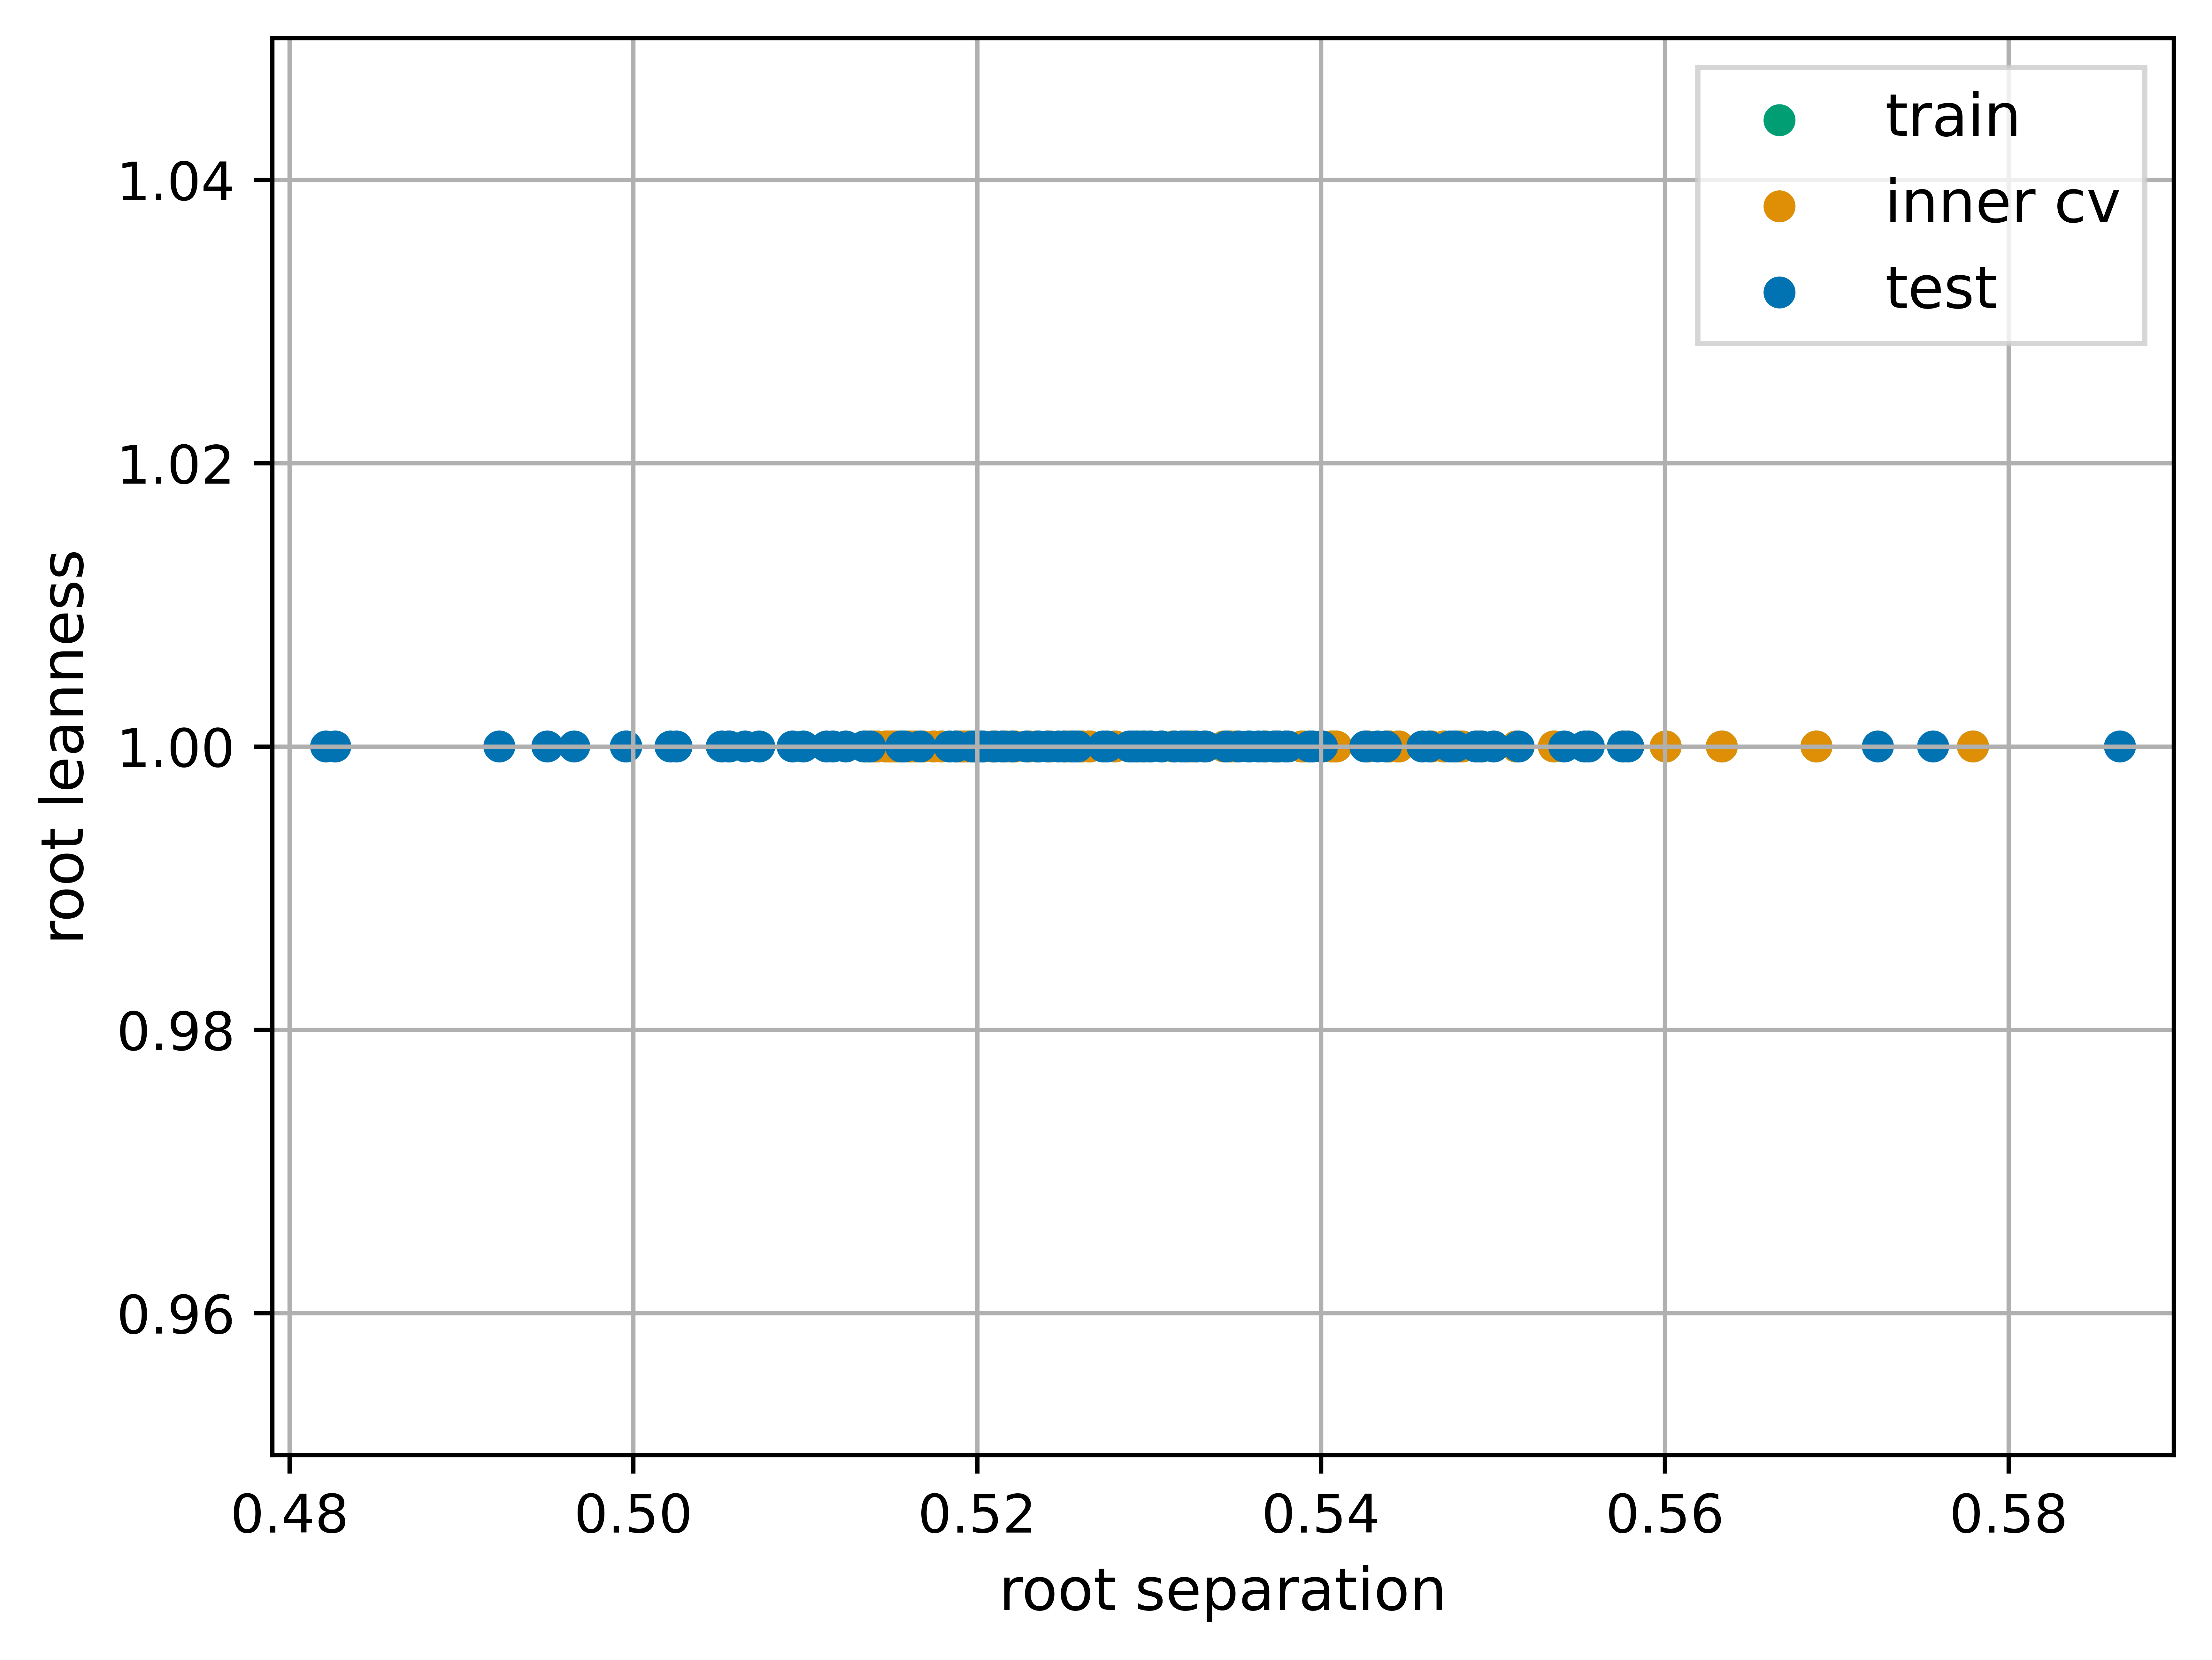 train
inner cv
test
1.04
1.02
1.00
0.98
0.96
root leanness
0.48 0.50 0.52 0.54 0.56 0.58
root separation